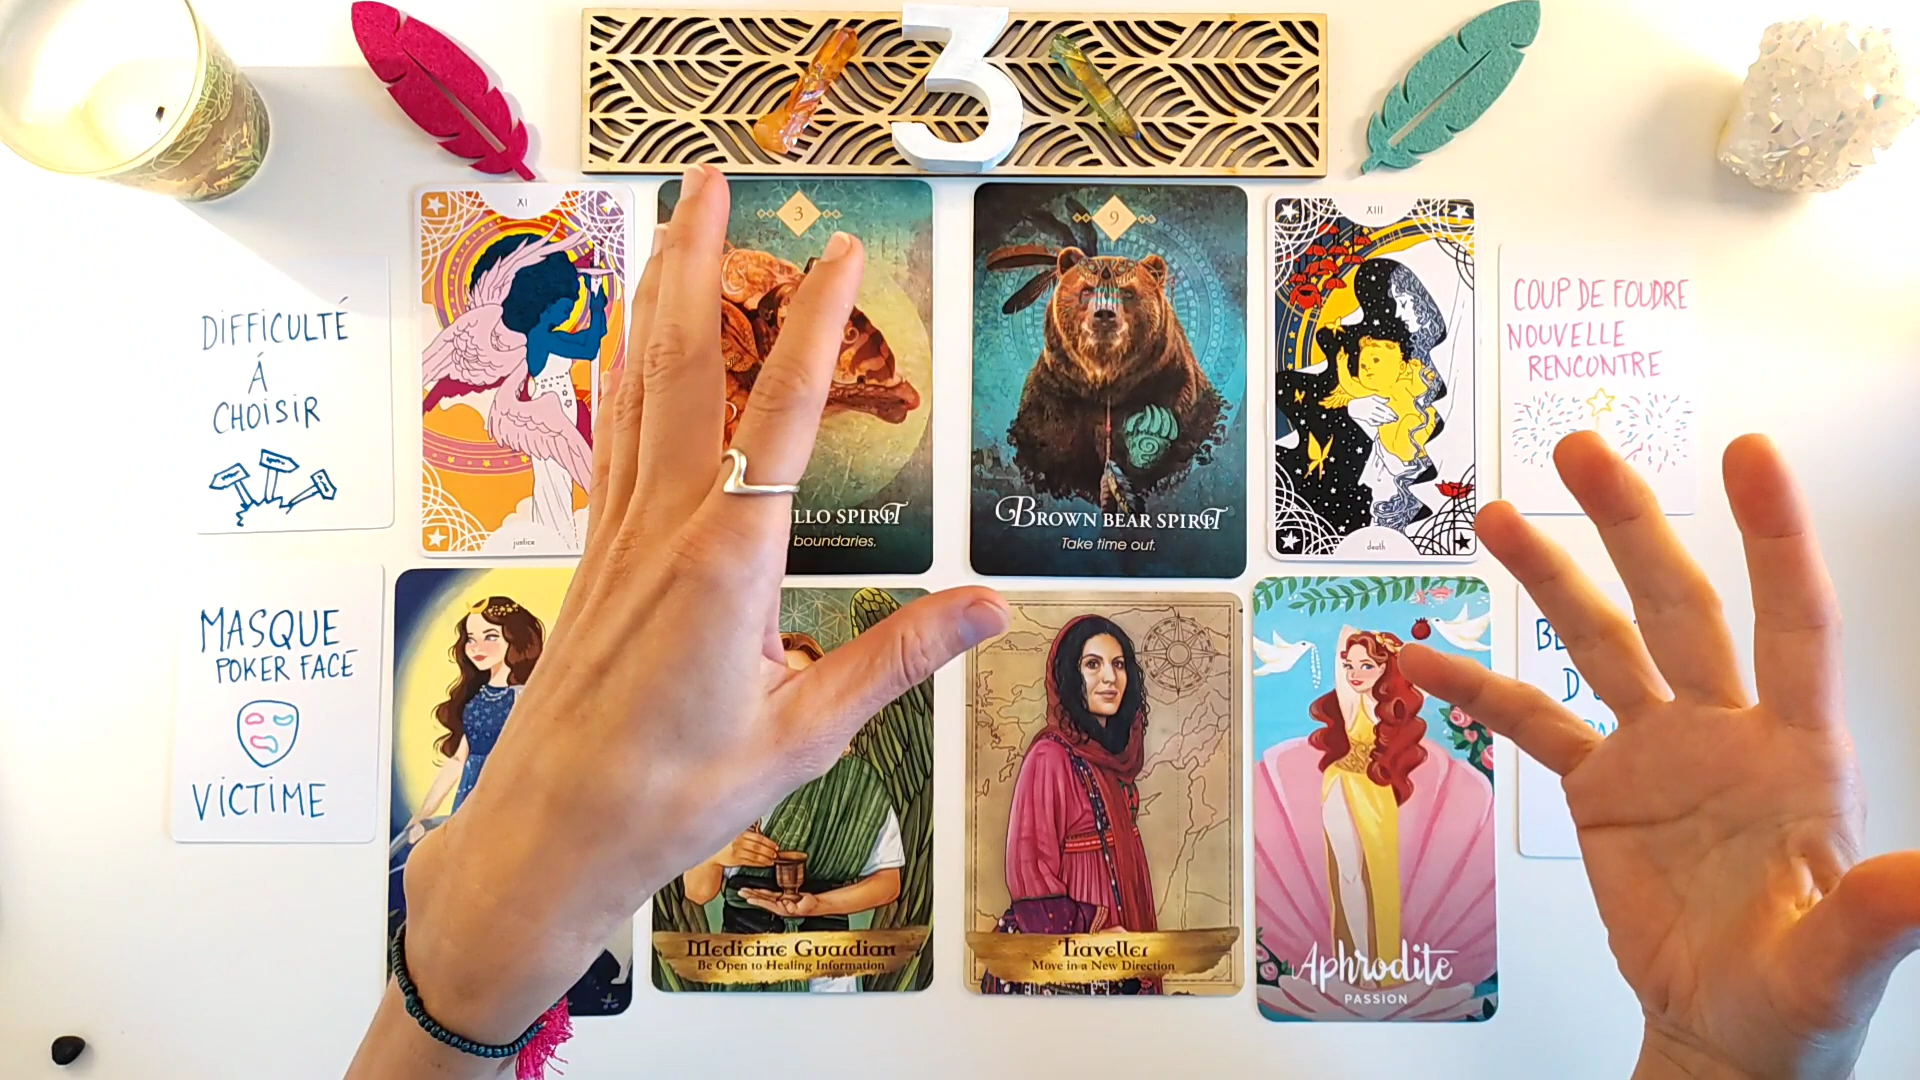 3
XI
3
9
XIII
DIFFICULTÉ
À
CHOISIR
justice
SPIRIT
boundaries.
BROWN BEAR SPIRIT
Take time out.
death
COUP DE FOUDRE
NOUVELLE
RENCONTRE
MASQUE
POKER FACE
VICTIME
Medicine Guardian
Be Open to Healing Information
Traveller
Move in a New Direction
Aphrodite
PASSION